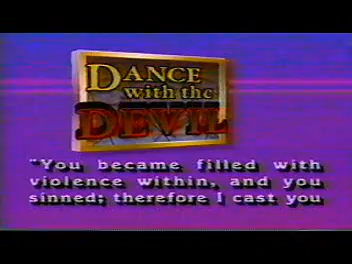 DANCE
with the
DEVIL
"You became filled with
violence within, and you
sinned; therefore I cast you